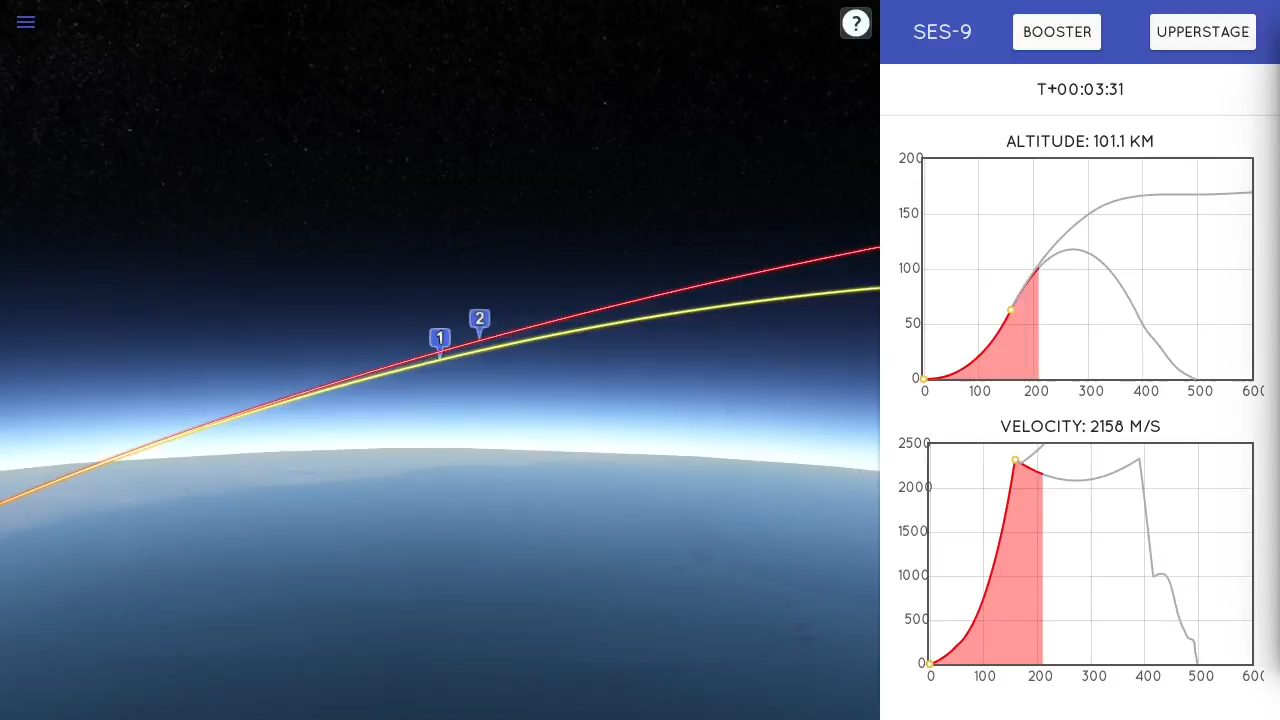 ?
SES-9
BOOSTER
UPPERSTAGE
T+00:03:31
ALTITUDE: 101.1 KM
200
150
100
50
0
0 100 200 300 400 500 600
1
2
VELOCITY: 2158 M/S
2500
2000
1500
1000
500
0
0 100 200 300 400 500 600